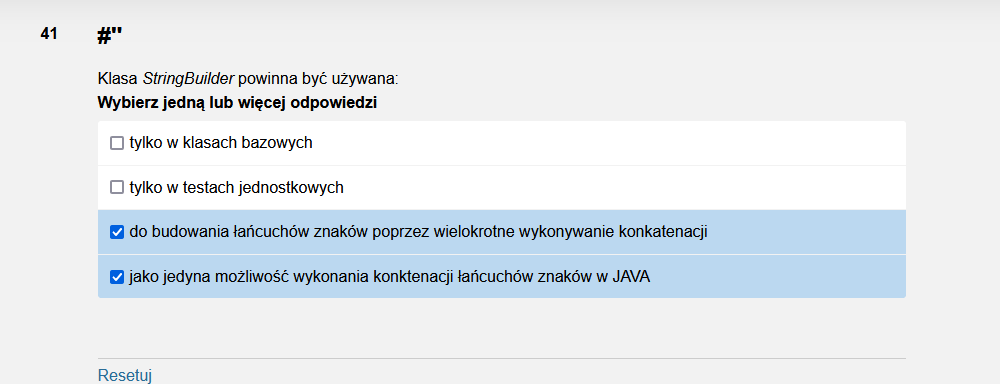 41
#"
Klasa StringBuilder powinna być używana:
Wybierz jedną lub więcej odpowiedzi
tylko w klasach bazowych
tylko w testach jednostkowych
do budowania łańcuchów znaków poprzez wielokrotne wykonywanie konkatenacji
jako jedyna możliwość wykonania konktenacji łańcuchów znaków w JAVA
Resetuj